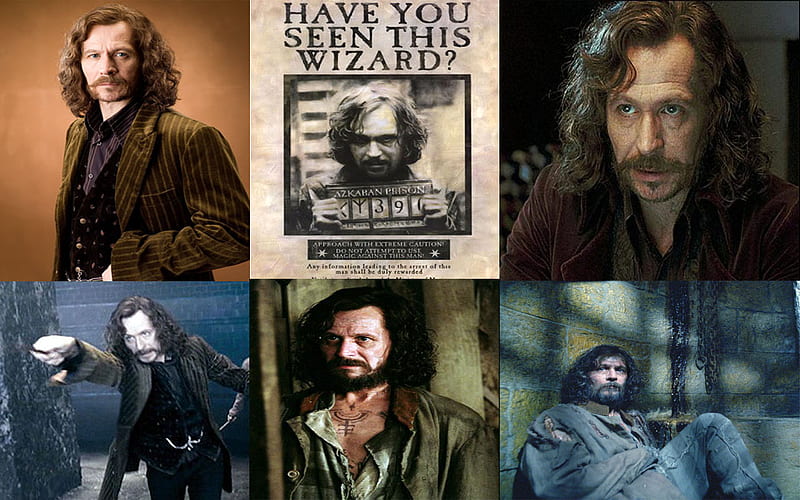 HAVE YOU
SEEN THIS
WIZARD?
AZKABAN PRISON
390
APPROACH WITH EXTREME CAUTION!
DO NOT ATTEMPT TO USE
MAGIC AGAINST THIS MAN!
Any information leading to the arrest of this
man shall be duly rewarded